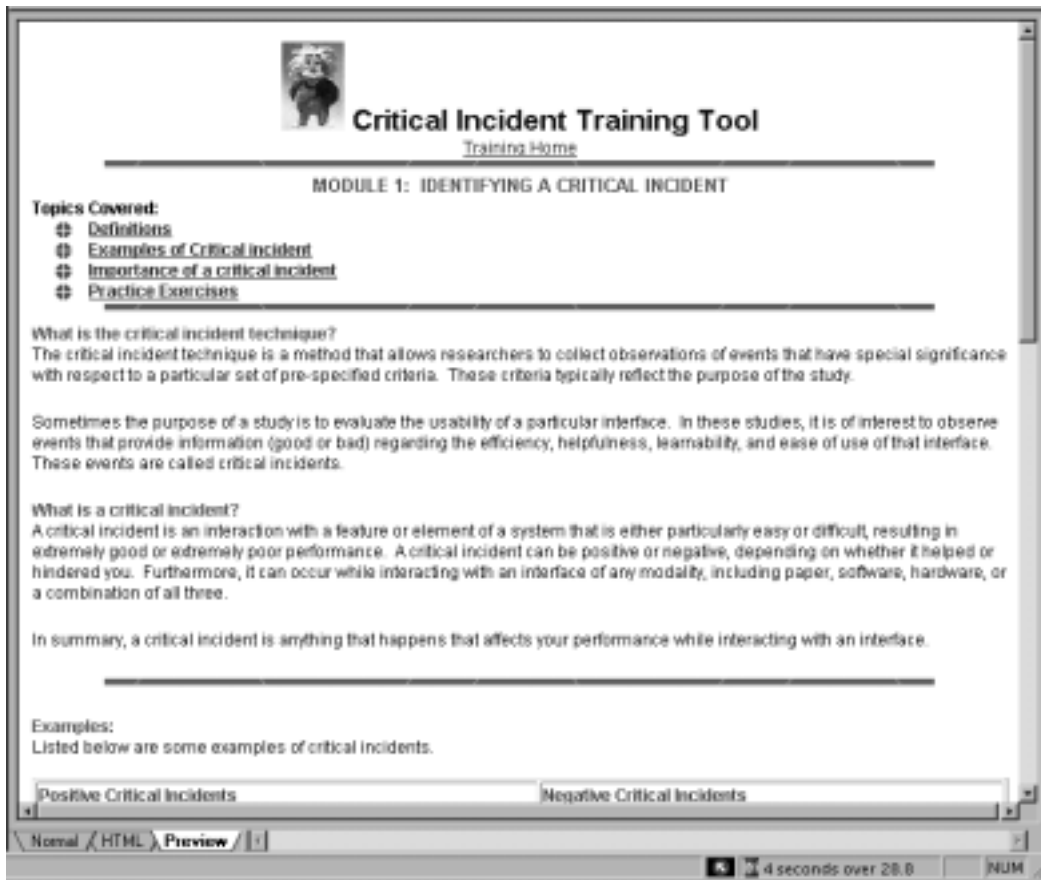 Critical Incident Training Tool
Training Home
MODULE 1: IDENTIFYING A CRITICAL INCIDENT
Topics Covered:
Definitions
Examples of Critical incident
Importance of a critical incident
Practice Exercises
What is the critical incident technique?
The critical incident technique is a method that allows researchers to collect observations of events that have special significance
with respect to a particular set of pre-specified criteria. These criteria typically reflect the purpose of the study.
Sometimes the purpose of a study is to evaluate the usability of a particular interface. In these studies, it is of interest to observe
events that provide information (good or bad) regarding the efficiency, helpfulness, learnability, and ease of use of that interface.
These events are called critical incidents.
What is a critical incident?
A critical incident is an interaction with a feature or element of a system that is either particularly easy or difficult, resulting in
extremely good or extremely poor performance. A critical incident can be positive or negative, depending on whether it helped or
hindered you. Furthermore, it can occur while interacting with an interface of any modality, including paper, software, hardware, or
a combination of all three.
In summary, a critical incident is anything that happens that affects your performance while interacting with an interface.
Examples:
Listed below are some examples of critical incidents.
Positive Critical Incidents Negative Critical Incidents
Normal HTML Preview
4 seconds over 28.8 NUM